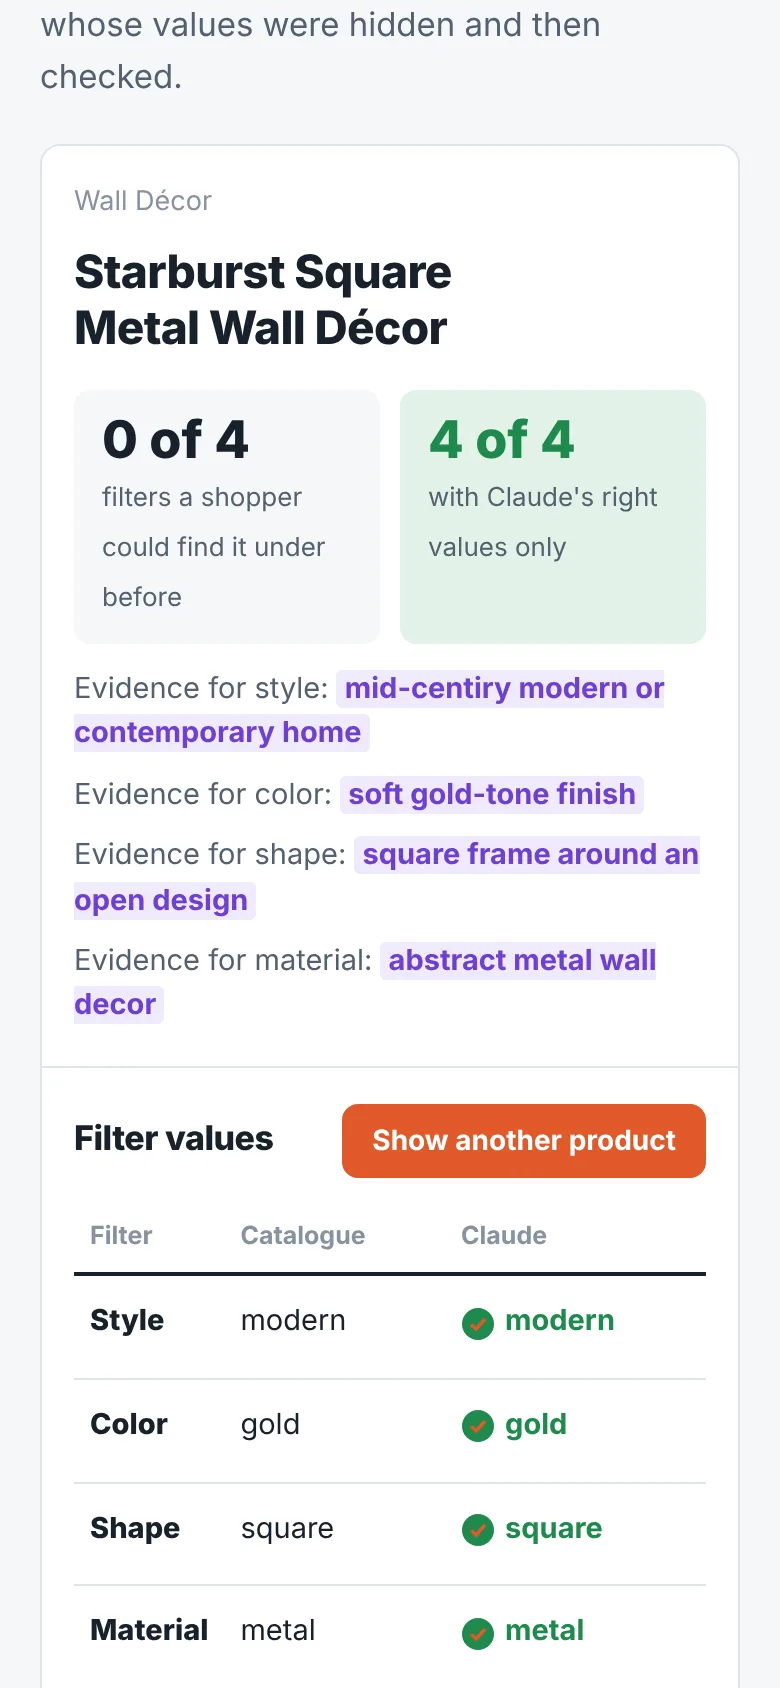 whose values were hidden and then
checked.
Wall Décor
Starburst Square
Metal Wall Décor
0 of 4
filters a shopper
could find it under
before
4 of 4
with Claude's right
values only
Evidence for style: mid-centiry modern or
contemporary home
Evidence for color: soft gold-tone finish
Evidence for shape: square frame around an
open design
Evidence for material: abstract metal wall
decor
Filter values
Show another product
Filter Catalogue Claude
Style modern modern
Color gold gold
Shape square square
Material metal metal